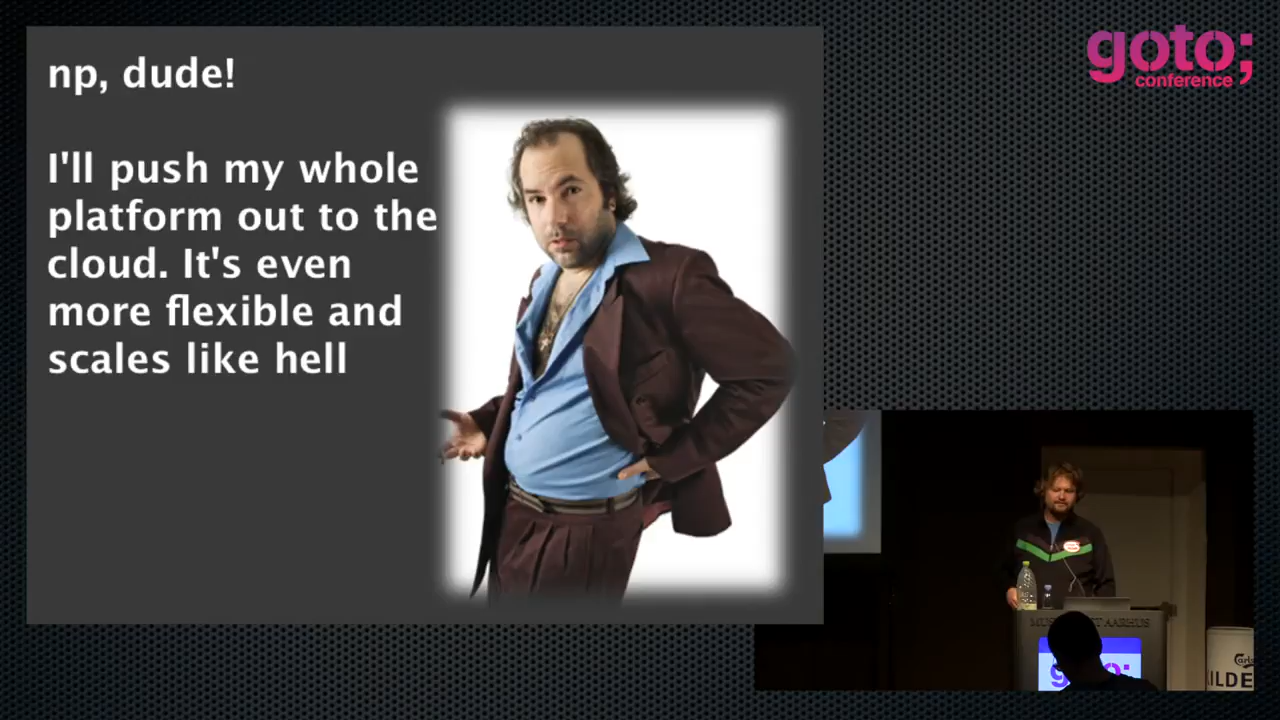 np, dude!
I'll push my whole
platform out to the
cloud. It's even
more flexible and
scales like hell
goto;
conference